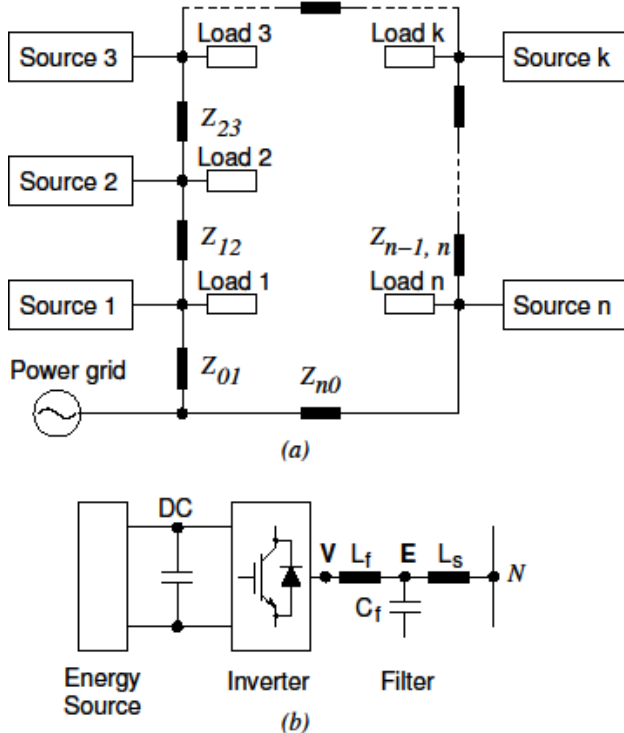 Load 3
Load k
Source 3
Source k
Z23
Load 2
Source 2
Z12
Zn−1, n
Load 1
Load n
Source 1
Source n
Power grid
Z01
Zn0
(a)
DC
V
Lf
E
Ls
N
Cf
Energy
Source
Inverter
Filter
(b)